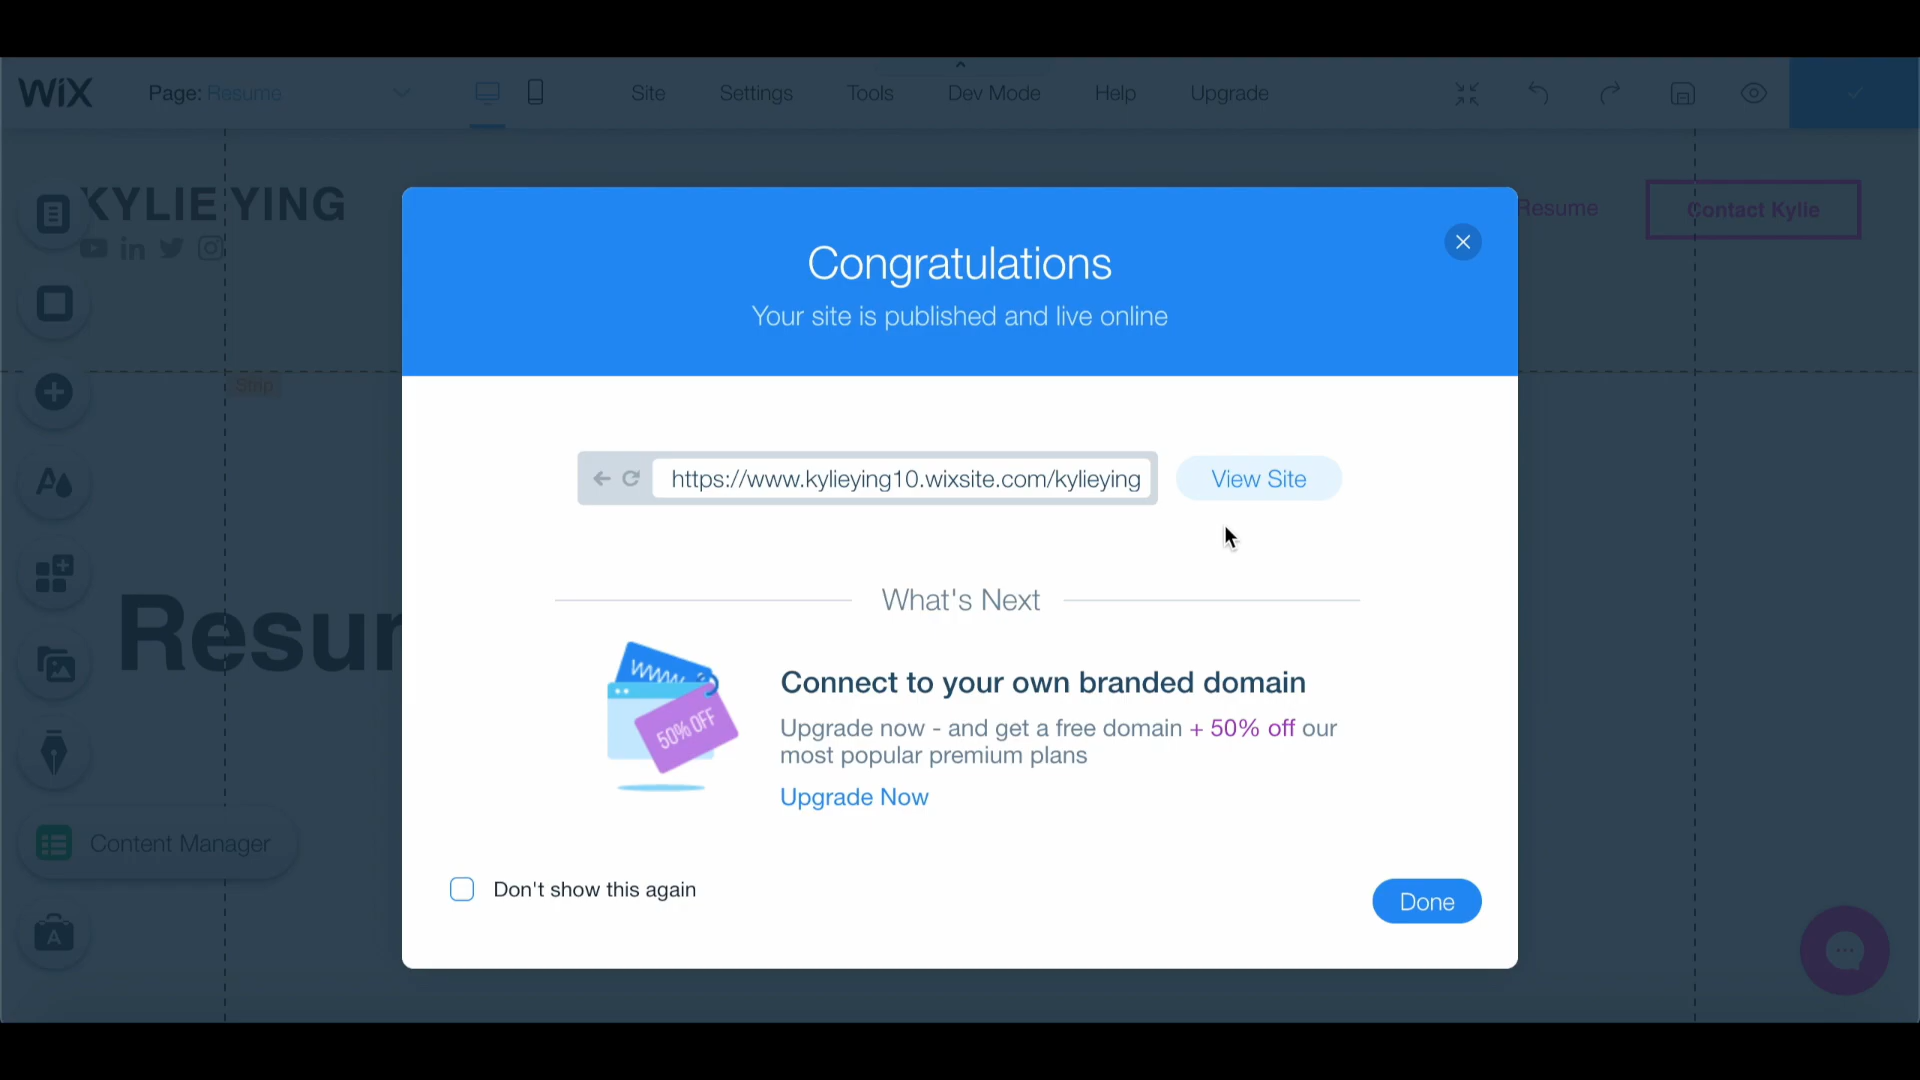 WIX
Page: Resume
Site
Settings
Tools
Dev Mode
Help
Upgrade
KYLIE YING
Resume
Contact Kylie
Strip
Resum
Content Manager
Congratulations
Your site is published and live online
https://www.kylieying10.wixsite.com/kylieying
View Site
What's Next
www
50% OFF
Connect to your own branded domain
Upgrade now - and get a free domain + 50% off our
most popular premium plans
Upgrade Now
Don't show this again
Done